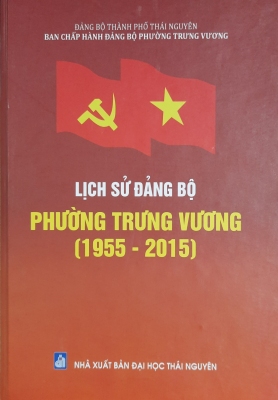 ĐẢNG BỘ THÀNH PHỐ THÁI NGUYÊN
BAN CHẤP HÀNH ĐẢNG BỘ PHƯỜNG TRƯNG VƯƠNG
LỊCH SỬ ĐẢNG BỘ
PHƯỜNG TRƯNG VƯƠNG
(1955 - 2015)
NHÀ XUẤT BẢN ĐẠI HỌC THÁI NGUYÊN